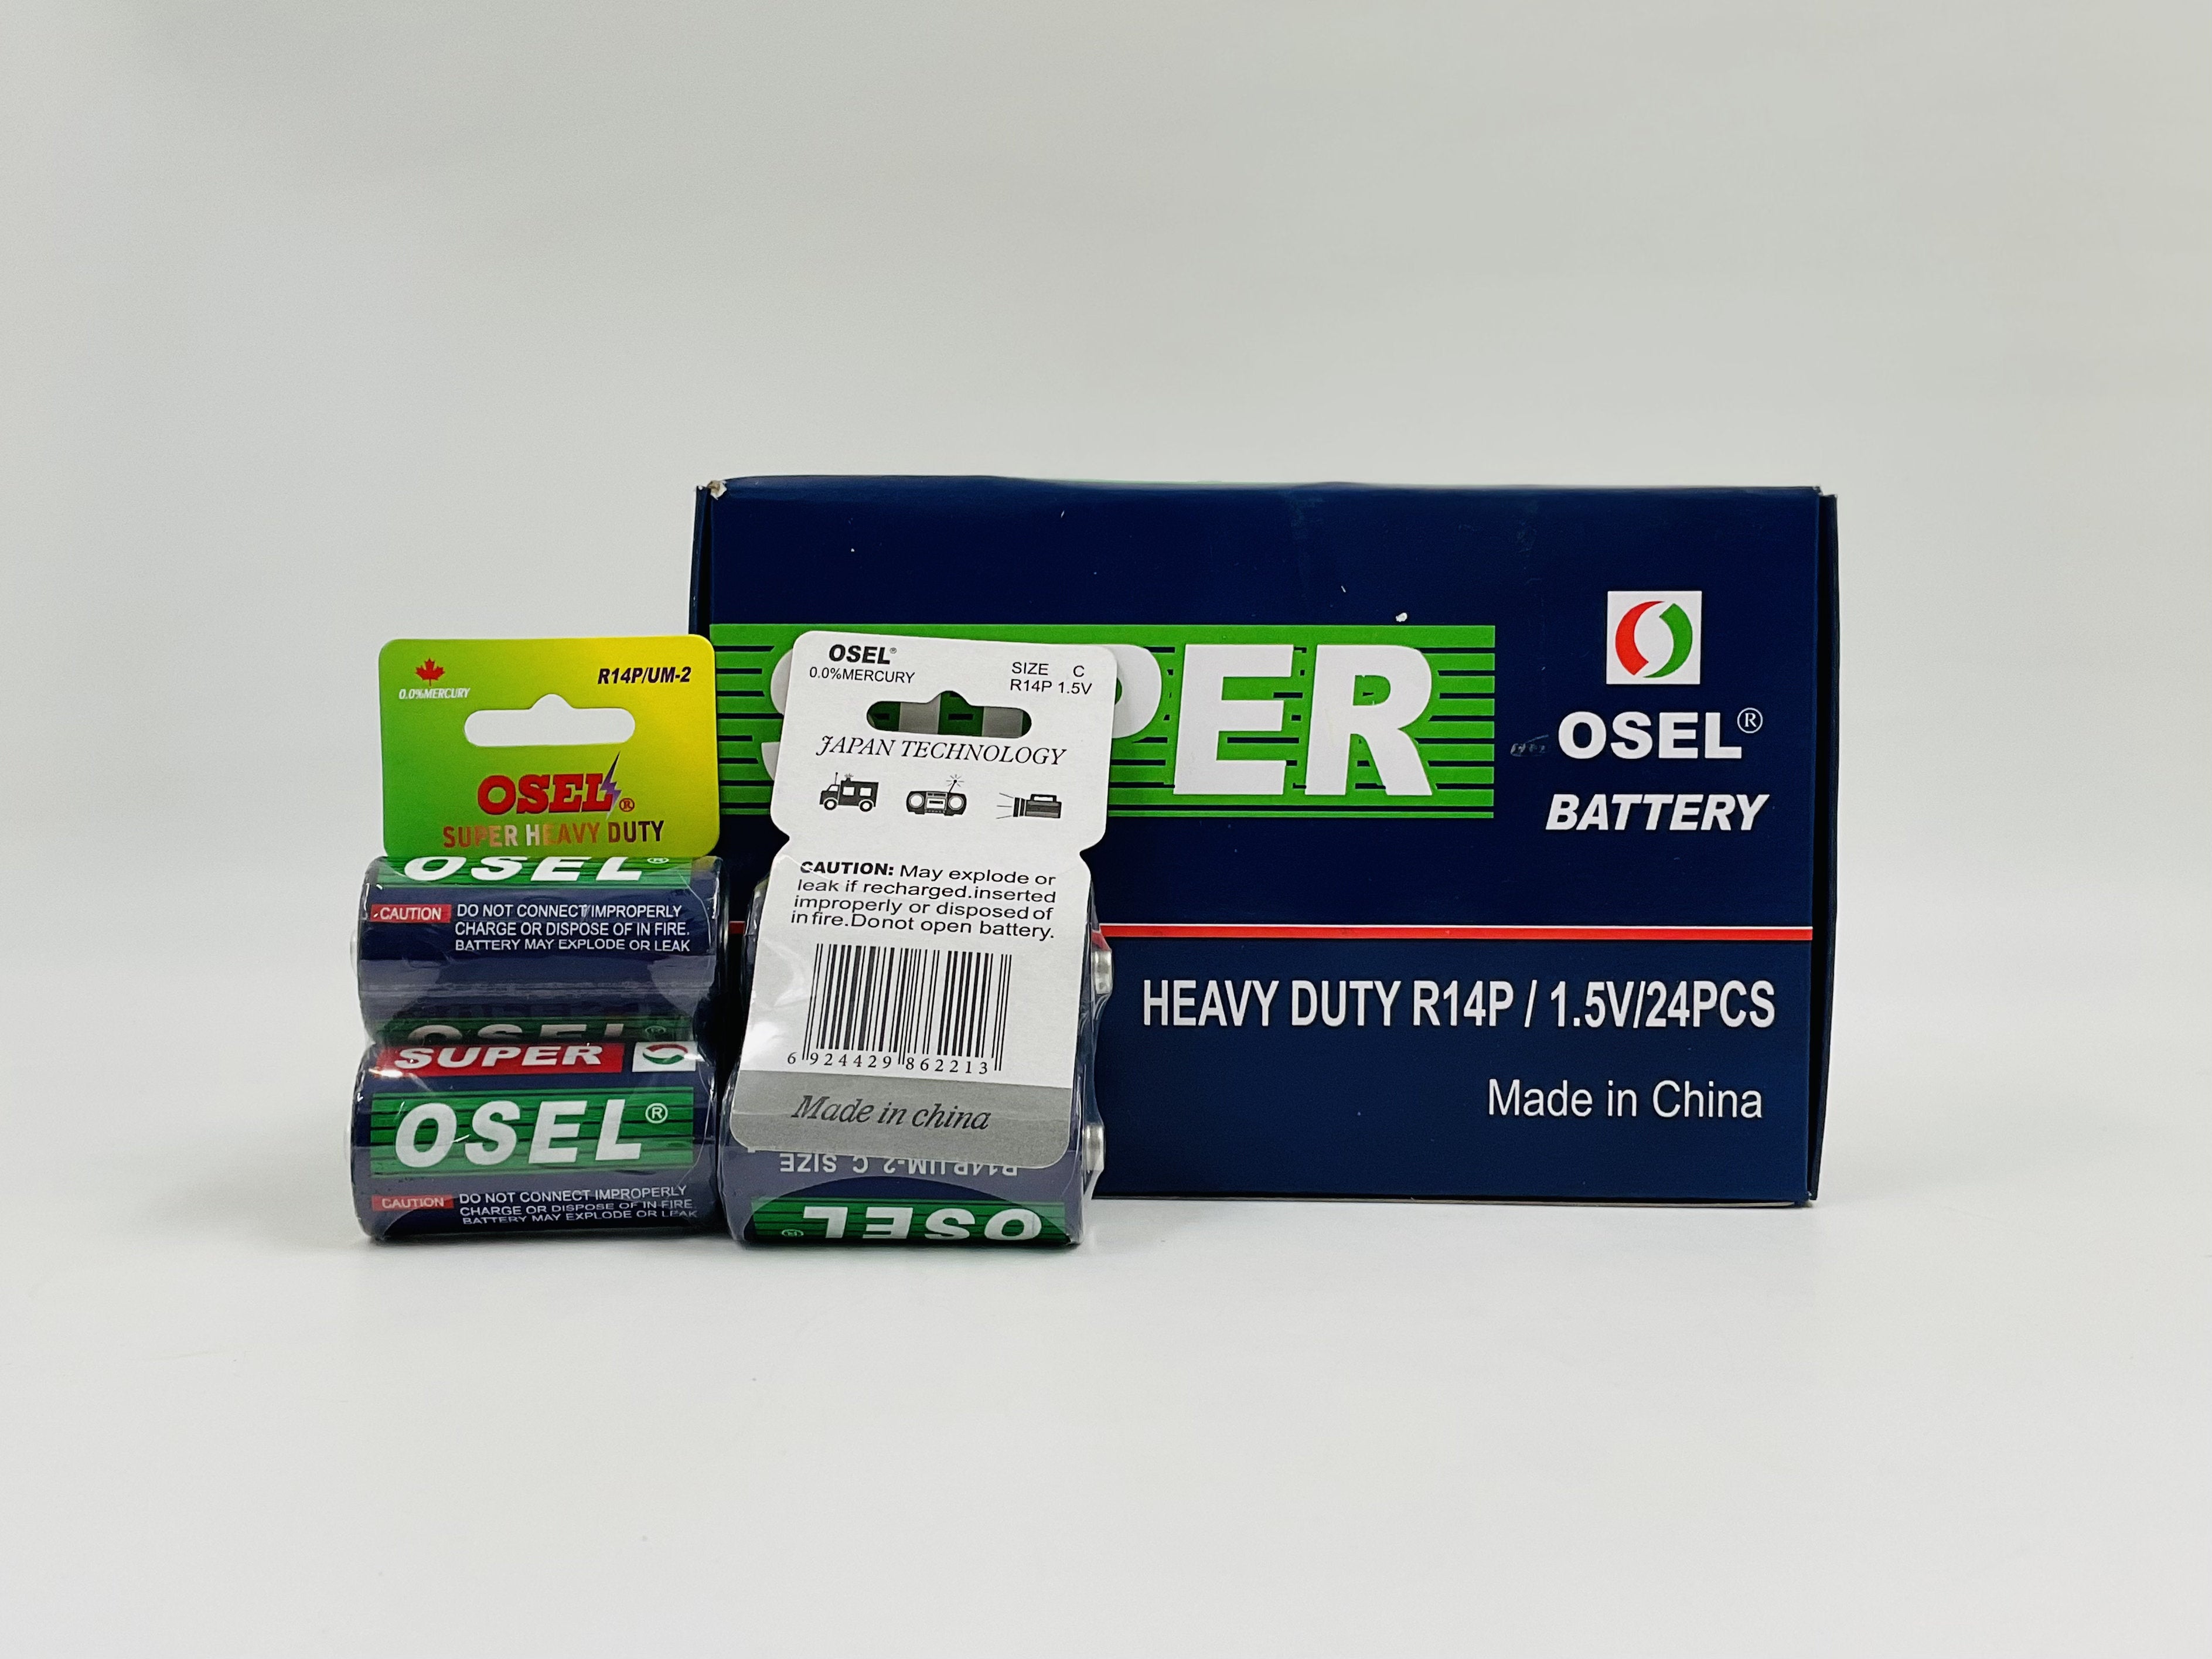 0.0%MERCURY
R14P/UM-2
OSEL®
SUPER HEAVY DUTY
OSEL®
CAUTION DO NOT CONNECT IMPROPERLY
CHARGE OR DISPOSE OF IN FIRE.
BATTERY MAY EXPLODE OR LEAK
OSEL
SUPER
OSEL®
CAUTION DO NOT CONNECT IMPROPERLY
CHARGE OR DISPOSE OF IN FIRE
BATTERY MAY EXPLODE OR LEAK
OSEL®
0.0%MERCURY
SIZE C
R14P 1.5V
JAPAN TECHNOLOGY
CAUTION: May explode or
leak if recharged.inserted
improperly or disposed of
in fire.Donot open battery.
6 924429 862213
Made in china
R14P/UM-2 C SIZE
OSEL®
SUPER
OSEL®
BATTERY
HEAVY DUTY R14P / 1.5V/24PCS
Made in China